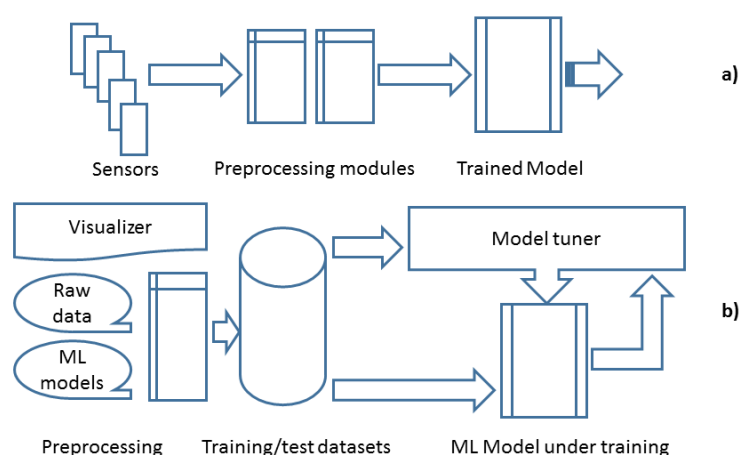 a)
Sensors
Preprocessing modules
Trained Model
Visualizer
Model tuner
Raw
data
b)
ML
models
Preprocessing
Training/test datasets
ML Model under training